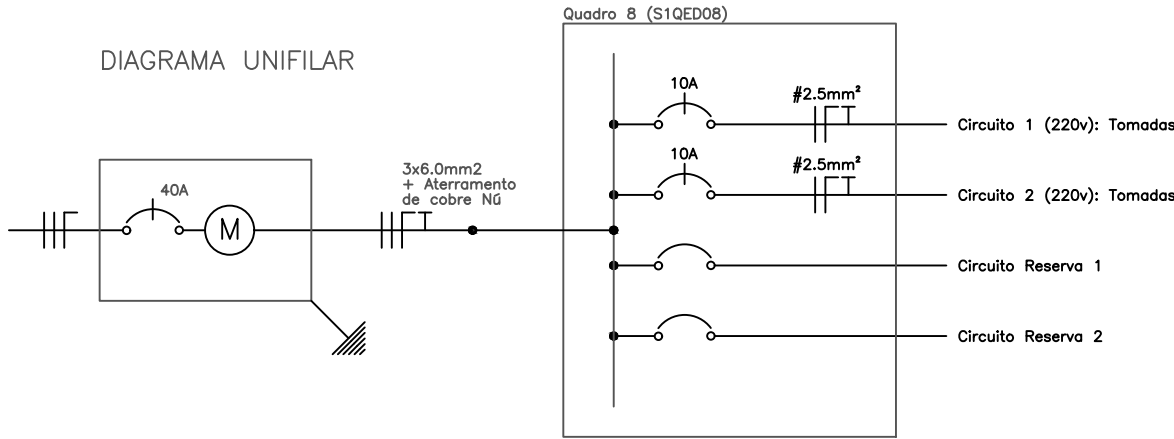 Quadro 8 (S1QED08)
DIAGRAMA UNIFILAR
10A
#2.5mm²
Circuito 1 (220v): Tomadas
10A
#2.5mm²
Circuito 2 (220v): Tomadas
40A
M
3x6.0mm2
+ Aterramento
de cobre Nú
Circuito Reserva 1
Circuito Reserva 2